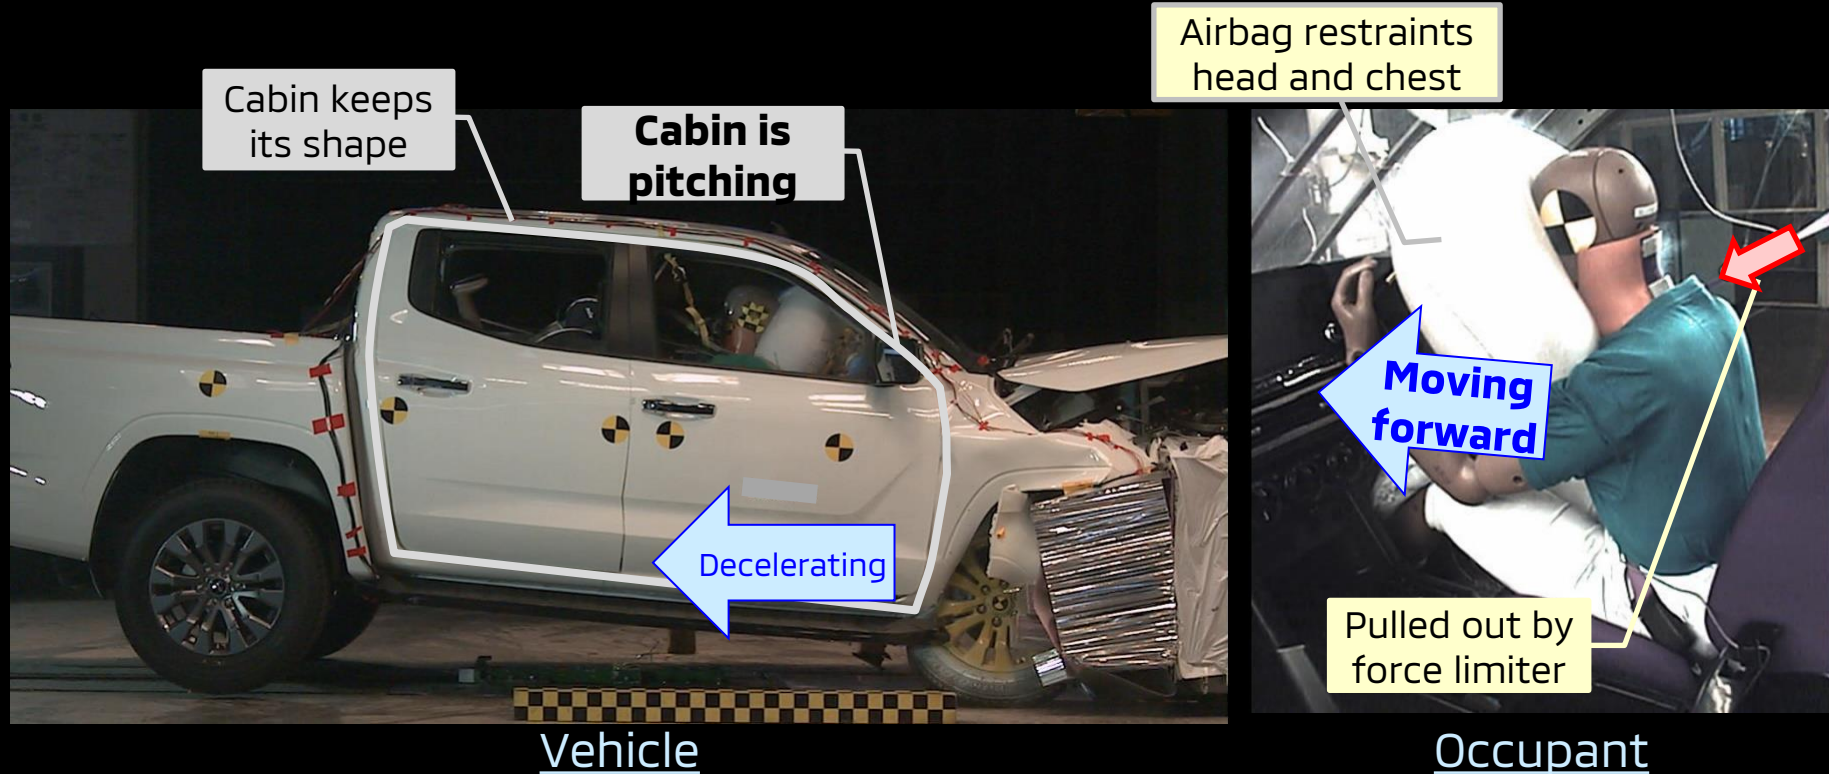 Cabin keeps
its shape
Cabin is
pitching
Decelerating
Vehicle
Airbag restraints
head and chest
Moving
forward
Pulled out by
force limiter
Occupant